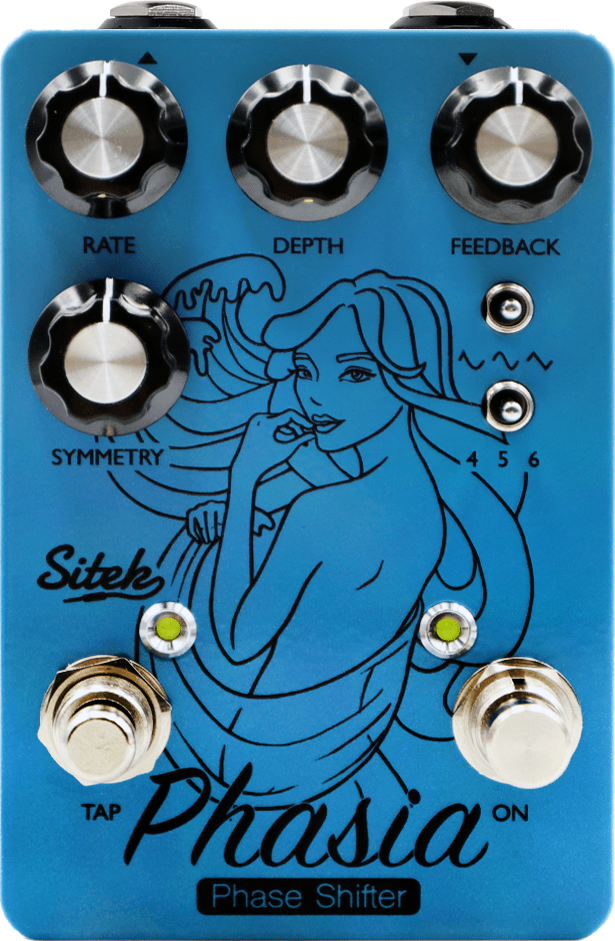 RATE DEPTH FEEDBACK
SYMMETRY
4 5 6
Sitek
TAP Phasia ON
Phase Shifter